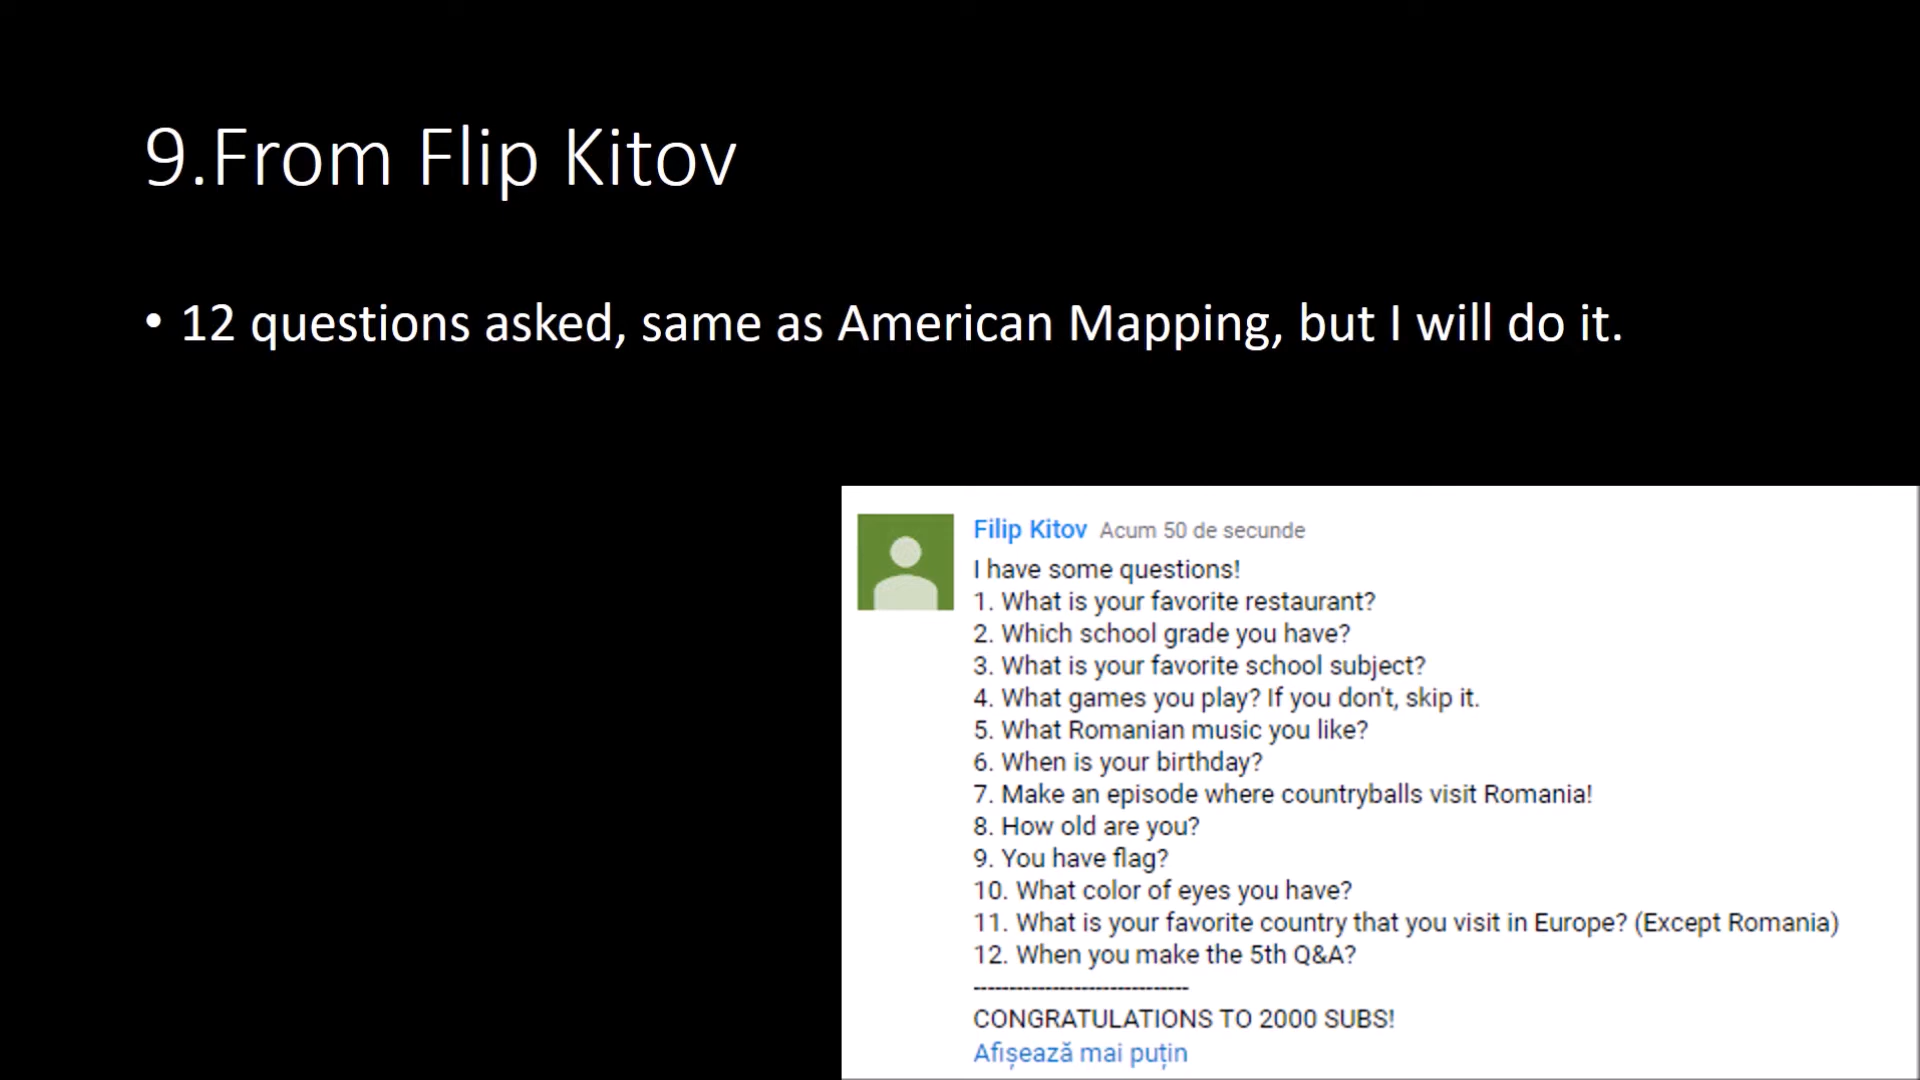 9.From Flip Kitov
• 12 questions asked, same as American Mapping, but I will do it.
Filip Kitov Acum 50 de secunde
I have some questions!
1. What is your favorite restaurant?
2. Which school grade you have?
3. What is your favorite school subject?
4. What games you play? If you don't, skip it.
5. What Romanian music you like?
6. When is your birthday?
7. Make an episode where countryballs visit Romania!
8. How old are you?
9. You have flag?
10. What color of eyes you have?
11. What is your favorite country that you visit in Europe? (Except Romania)
12. When you make the 5th Q&A?
------------------------------
CONGRATULATIONS TO 2000 SUBS!
Afișează mai puțin